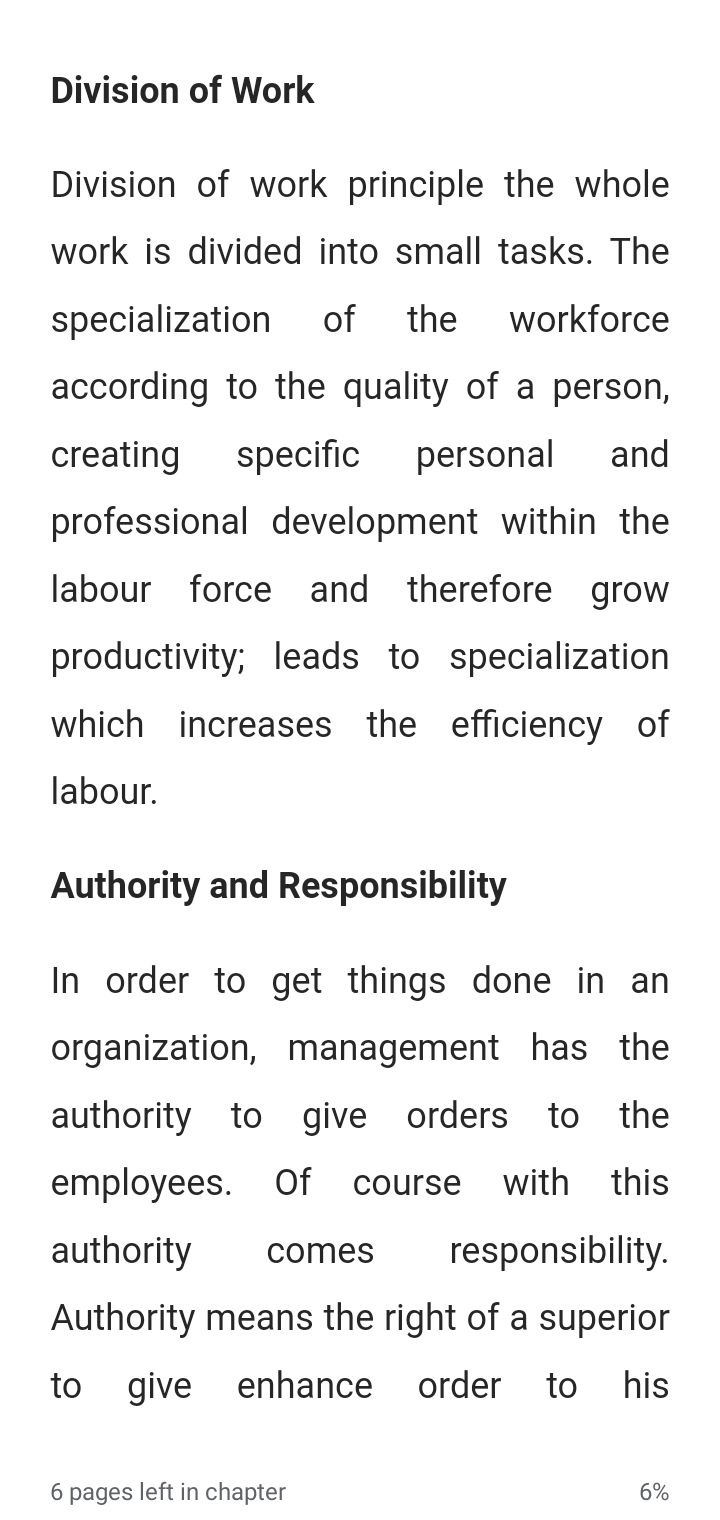 Division of Work
Division of work principle the whole
work is divided into small tasks. The
specialization of the workforce
according to the quality of a person,
creating specific personal and
professional development within the
labour force and therefore grow
productivity; leads to specialization
which increases the efficiency of
labour.
Authority and Responsibility
In order to get things done in an
organization, management has the
authority to give orders to the
employees. Of course with this
authority comes responsibility.
Authority means the right of a superior
to give enhance order to his
6 pages left in chapter 6%